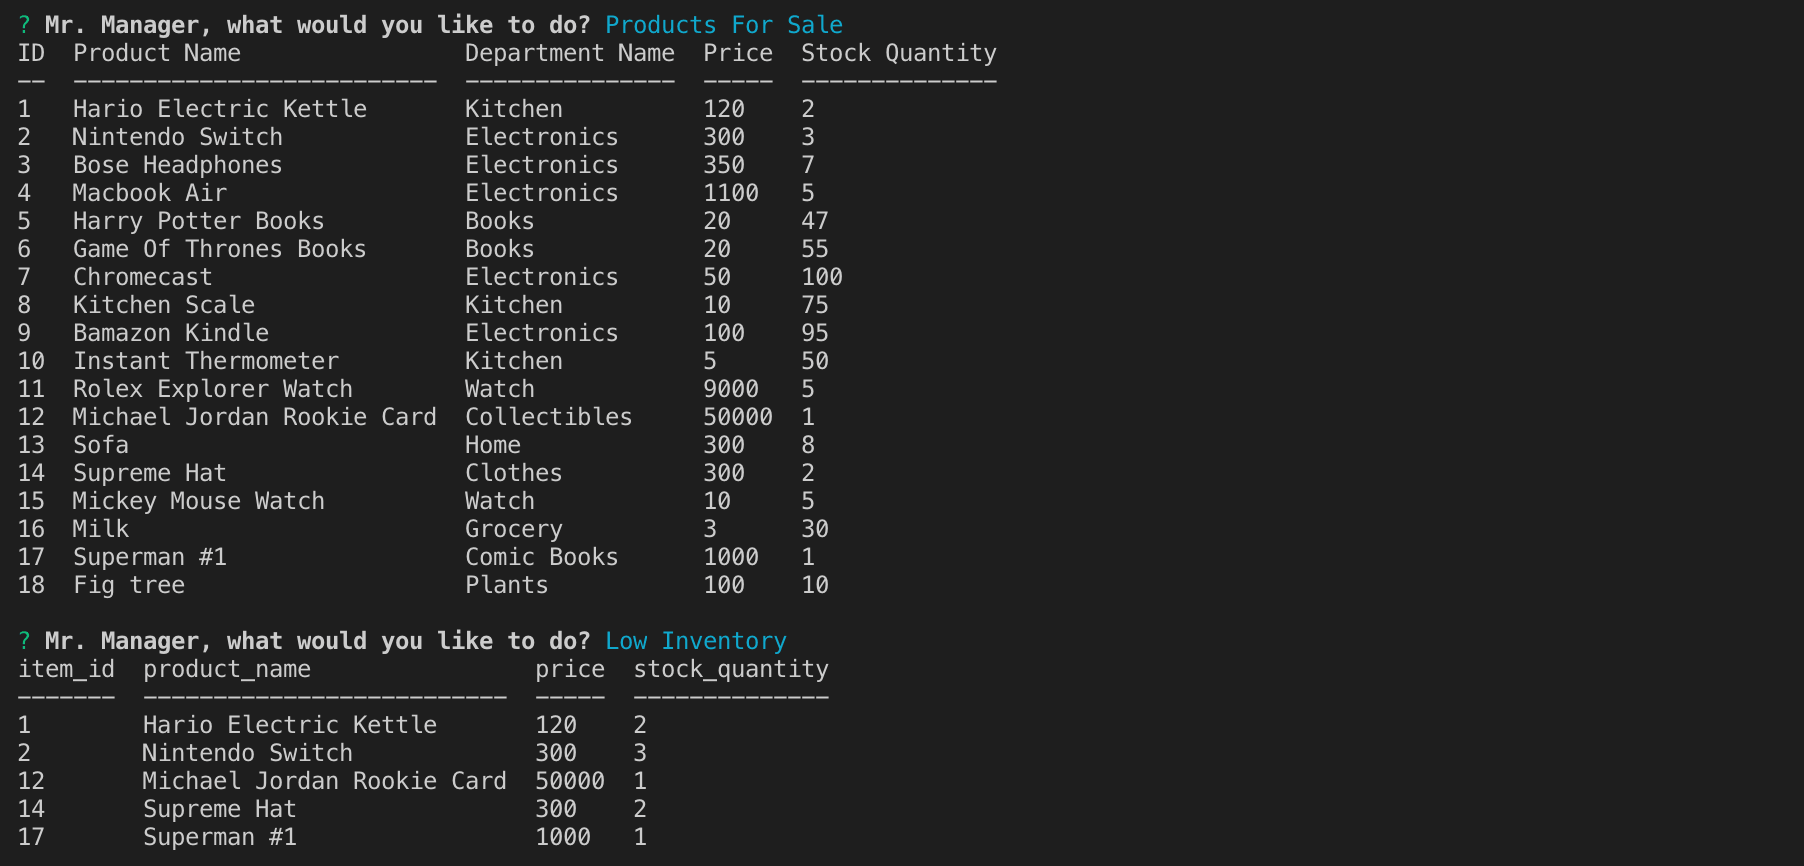 ? Mr. Manager, what would you like to do? Products For Sale
ID  Product Name                Department Name  Price  Stock Quantity
--  --------------------------  ---------------  -----  --------------
1   Hario Electric Kettle       Kitchen          120    2
2   Nintendo Switch             Electronics      300    3
3   Bose Headphones             Electronics      350    7
4   Macbook Air                 Electronics      1100   5
5   Harry Potter Books          Books            20     47
6   Game Of Thrones Books       Books            20     55
7   Chromecast                  Electronics      50     100
8   Kitchen Scale               Kitchen          10     75
9   Bamazon Kindle              Electronics      100    95
10  Instant Thermometer         Kitchen          5      50
11  Rolex Explorer Watch        Watch            9000   5
12  Michael Jordan Rookie Card  Collectibles     50000  1
13  Sofa                        Home             300    8
14  Supreme Hat                 Clothes          300    2
15  Mickey Mouse Watch          Watch            10     5
16  Milk                        Grocery          3      30
17  Superman #1                 Comic Books      1000   1
18  Fig tree                    Plants           100    10
? Mr. Manager, what would you like to do? Low Inventory
item_id  product_name                price  stock_quantity
-------  --------------------------  -----  --------------
1        Hario Electric Kettle       120    2
2        Nintendo Switch             300    3
12       Michael Jordan Rookie Card  50000  1
14       Supreme Hat                 300    2
17       Superman #1                 1000   1